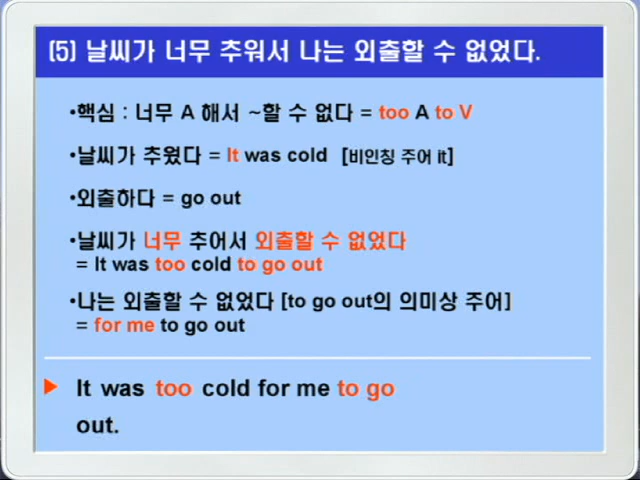 (5) 날씨가 너무 추워서 나는 외출할 수 없었다.
•핵심 : 너무 A 해서 ~할 수 없다 = too A to V
•날씨가 추웠다 = It was cold [비인칭 주어 it]
•외출하다 = go out
•날씨가 너무 추어서 외출할 수 없었다
= It was too cold to go out
•나는 외출할 수 없었다 [to go out의 의미상 주어]
= for me to go out
▶ It was too cold for me to go
out.